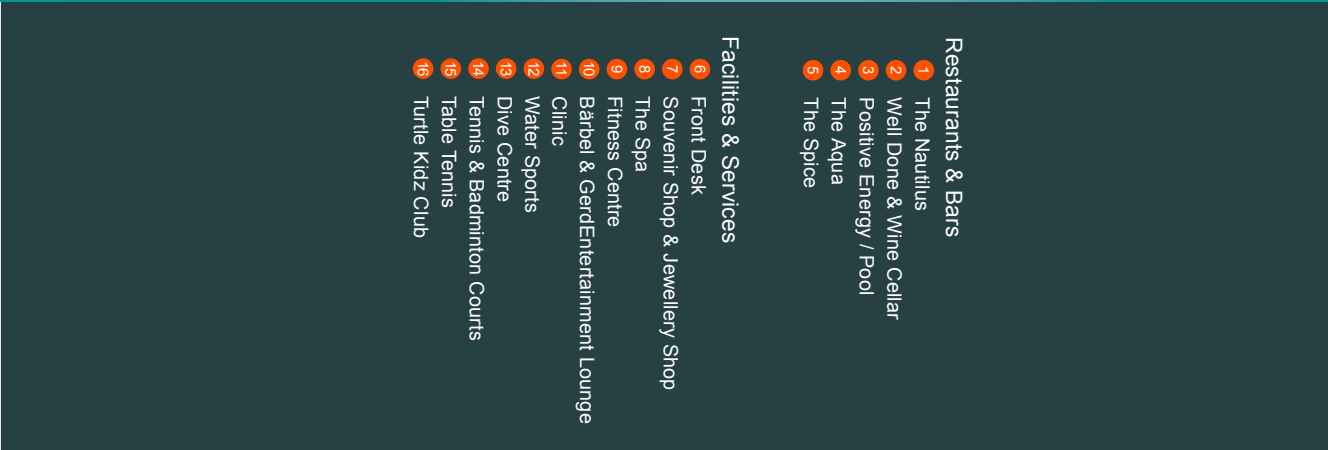 Restaurants & Bars
1 The Nautilus
2 Well Done & Wine Cellar
3 Positive Energy / Pool
4 The Aqua
5 The Spice
Facilities & Services
6 Front Desk
7 Souvenir Shop & Jewellery Shop
8 The Spa
9 Fitness Centre
10 Bärbel & GerdEntertainment Lounge
11 Clinic
12 Water Sports
13 Dive Centre
14 Tennis & Badminton Courts
15 Table Tennis
16 Turtle Kidz Club